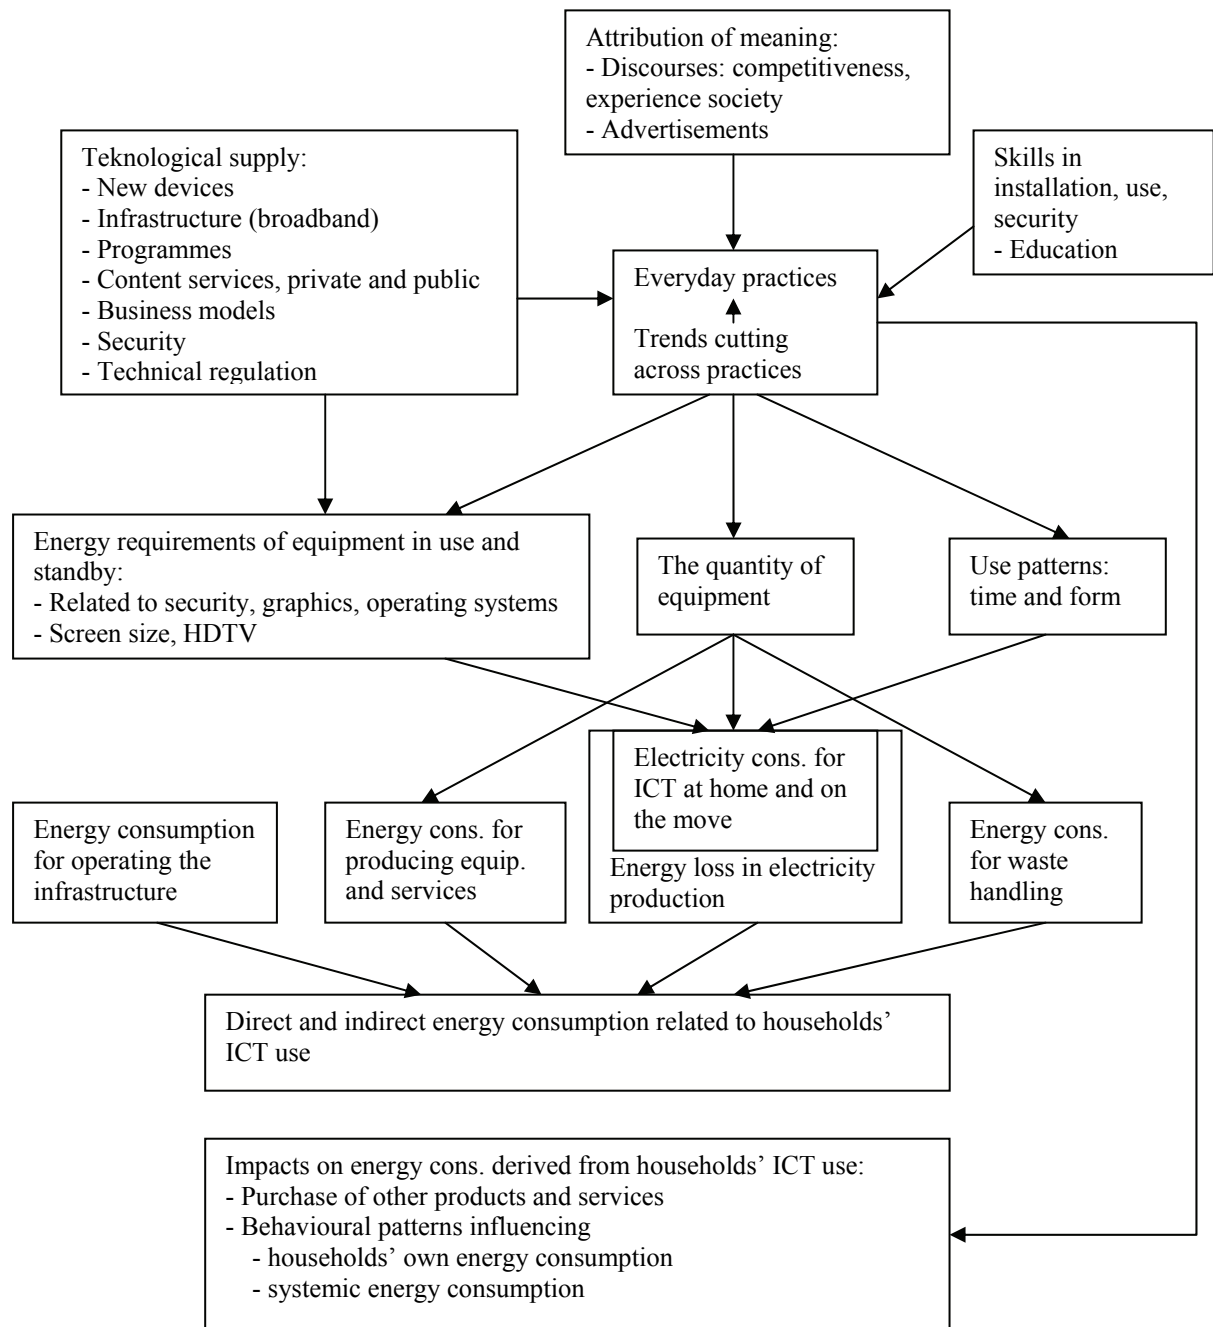 Attribution of meaning:
- Discourses: competitiveness,
experience society
- Advertisements
Teknological supply:
- New devices
- Infrastructure (broadband)
- Programmes
- Content services, private and public
- Business models
- Security
- Technical regulation
Skills in
installation, use,
security
- Education
Everyday practices
Trends cutting
across practices
Energy requirements of equipment in use and
standby:
- Related to security, graphics, operating systems
- Screen size, HDTV
The quantity of
equipment
Use patterns:
time and form
Electricity cons. for
ICT at home and on
the move
Energy loss in electricity
production
Energy consumption
for operating the
infrastructure
Energy cons. for
producing equip.
and services
Energy cons.
for waste
handling
Direct and indirect energy consumption related to households’
ICT use
Impacts on energy cons. derived from households’ ICT use:
- Purchase of other products and services
- Behavioural patterns influencing
- households’ own energy consumption
- systemic energy consumption